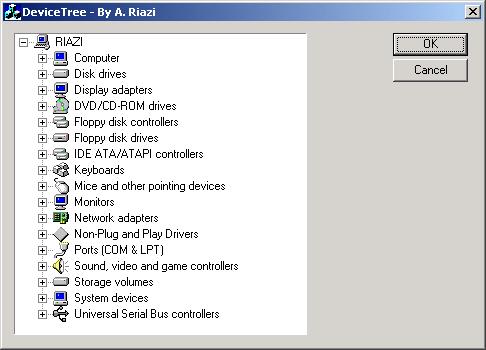 DeviceTree - By A. Riazi
RIAZI
Computer
Disk drives
Display adapters
DVD/CD-ROM drives
Floppy disk controllers
Floppy disk drives
IDE ATA/ATAPI controllers
Keyboards
Mice and other pointing devices
Monitors
Network adapters
Non-Plug and Play Drivers
Ports (COM & LPT)
Sound, video and game controllers
Storage volumes
System devices
Universal Serial Bus controllers
OK
Cancel